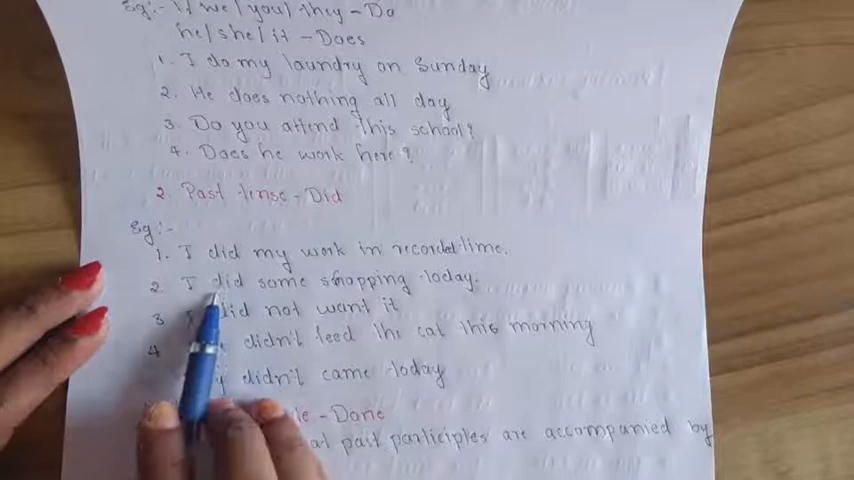 Eg:- I/ we/ you/ they - Do
he/she/it - Does
1. I do my laundry on Sunday
2. He does nothing all day
3. Do you attend this school?
4. Does he work here?
2. Past tense - Did
Eg:-
1. I did my work in recorded time.
2. I did some shopping today.
3. I did not want it
4. didn't feed the cat this morning
didn't came today
- Done
past participles are accompanied by